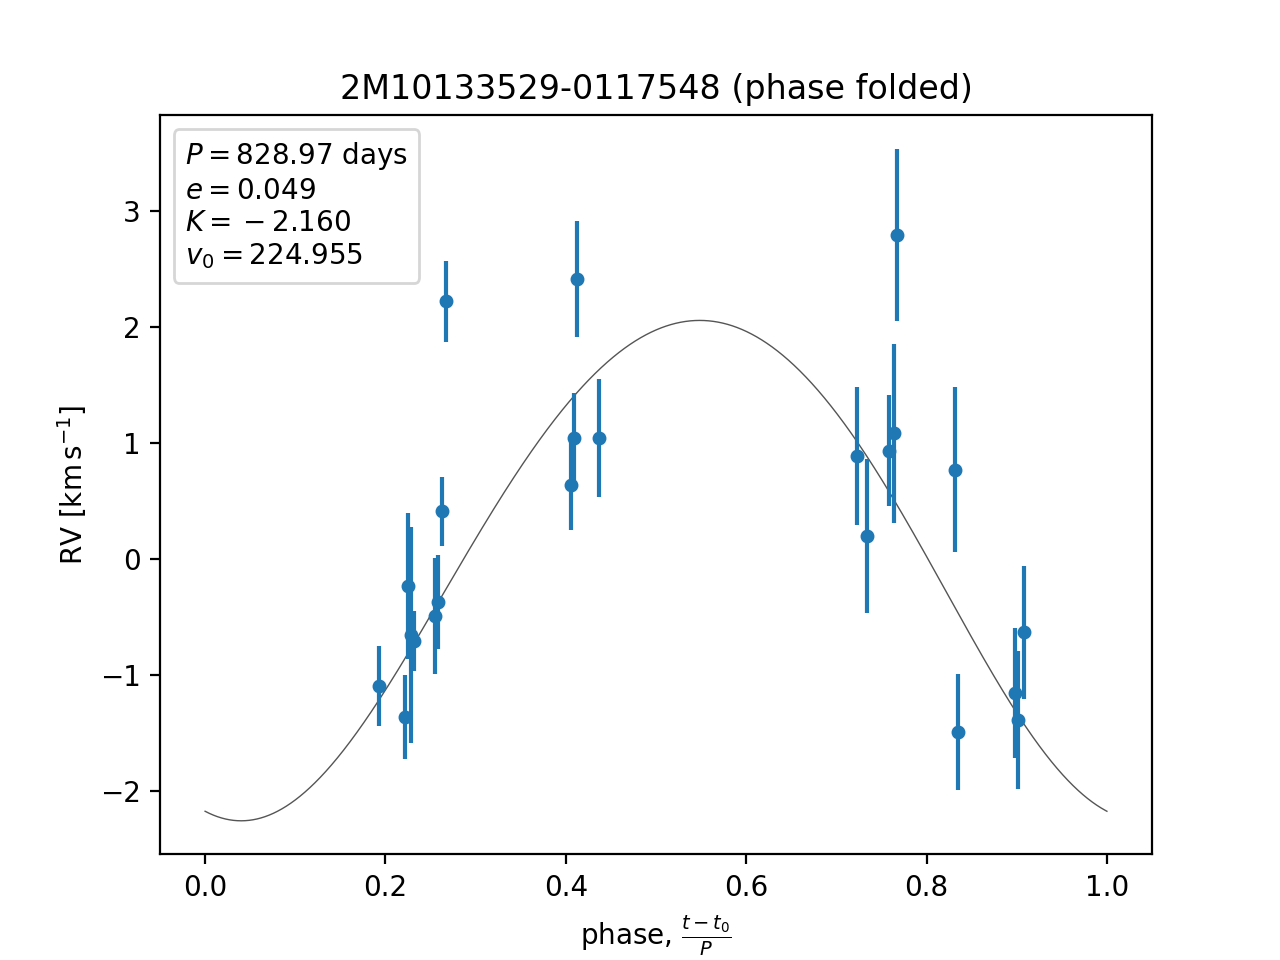 2M10133529-0117548 (phase folded)
P = 828.97 days
e = 0.049
K = −2.160
v₀ = 224.955
3
2
1
0
−1
−2
RV [km s⁻¹]
0.0 0.2 0.4 0.6 0.8 1.0
phase, (t − t₀)/P